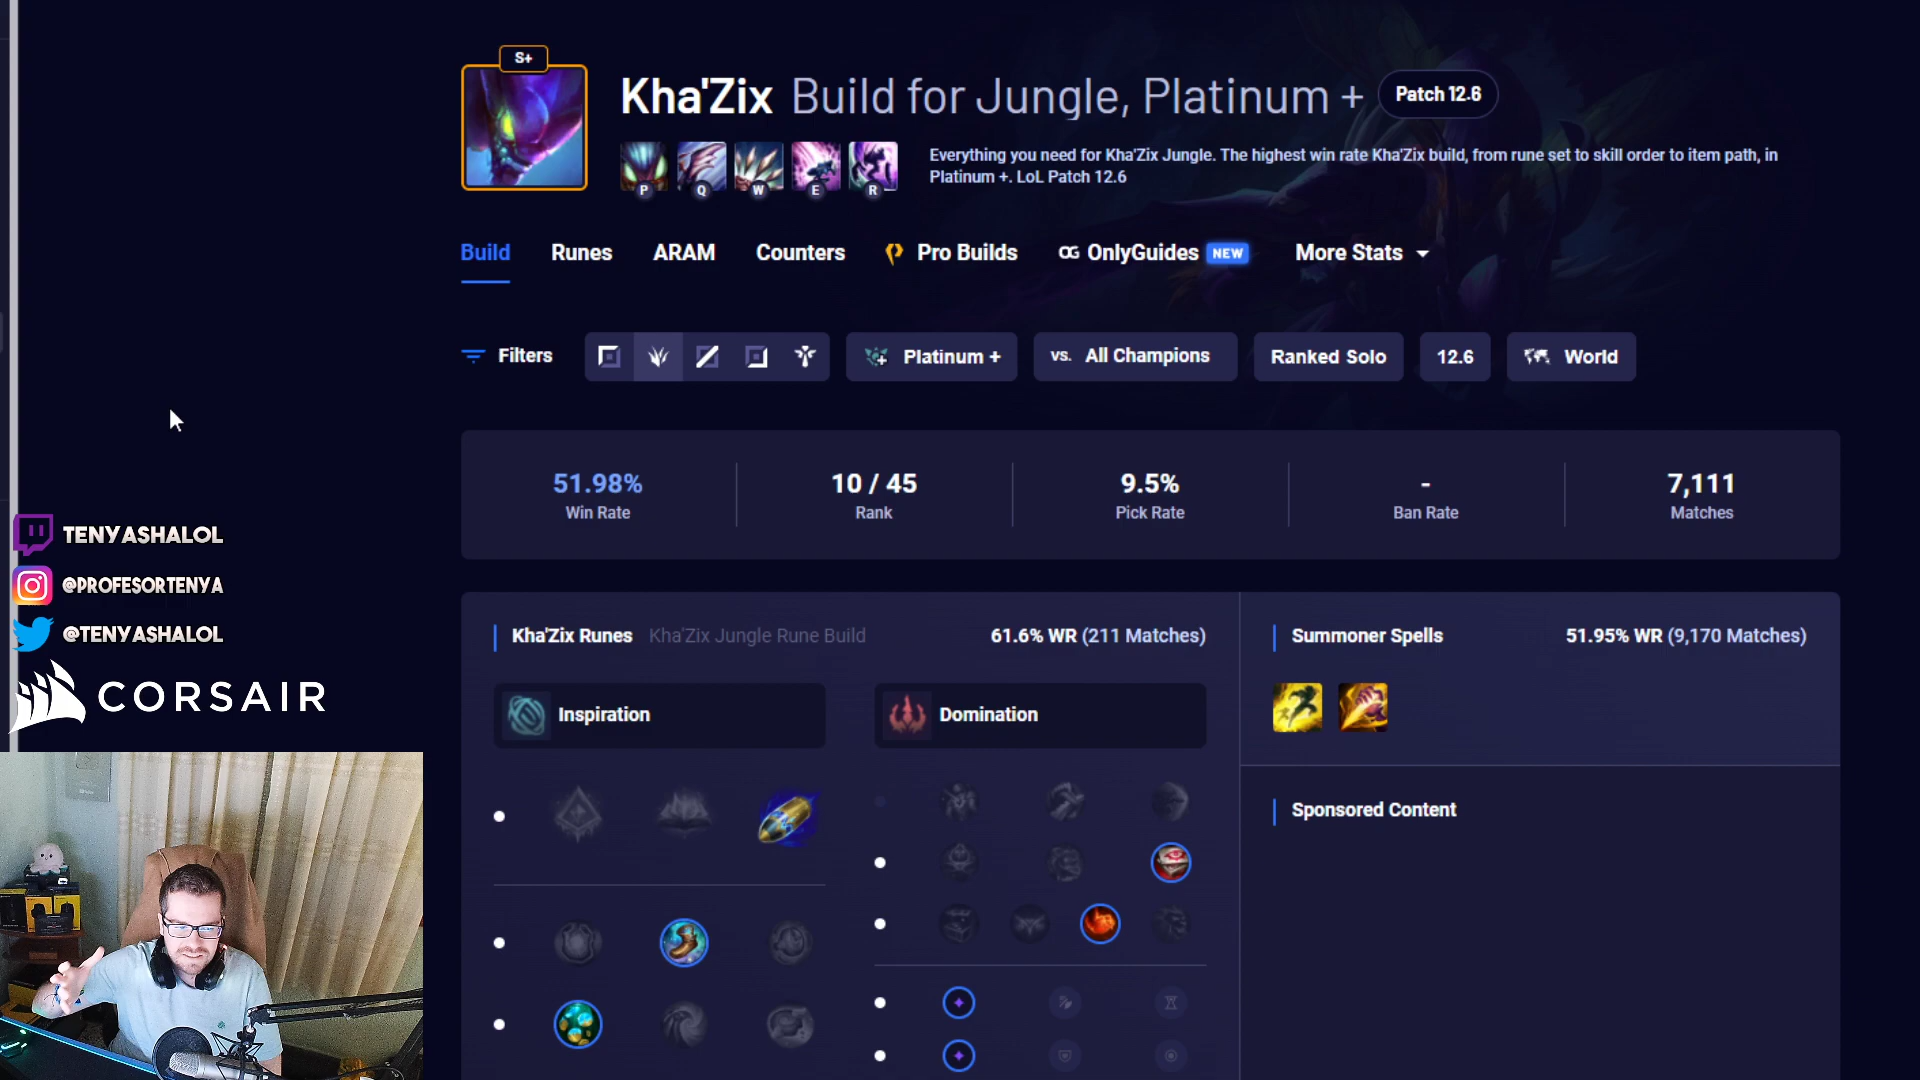 S+
Kha'Zix Build for Jungle, Platinum + Patch 12.6
P Q W E R
Everything you need for Kha'Zix Jungle. The highest win rate Kha'Zix build, from rune set to skill order to item path, in
Platinum +. LoL Patch 12.6
Build Runes ARAM Counters Pro Builds OG OnlyGuides NEW More Stats
Filters Platinum + vs. All Champions Ranked Solo 12.6 World
51.98% 10 / 45 9.5% - 7,111
Win Rate Rank Pick Rate Ban Rate Matches
TENYASHALOL
@PROFESORTENYA
@TENYASHALOL
CORSAIR
Kha'Zix Runes Kha'Zix Jungle Rune Build 61.6% WR (211 Matches)
Inspiration Domination
Summoner Spells 51.95% WR (9,170 Matches)
Sponsored Content